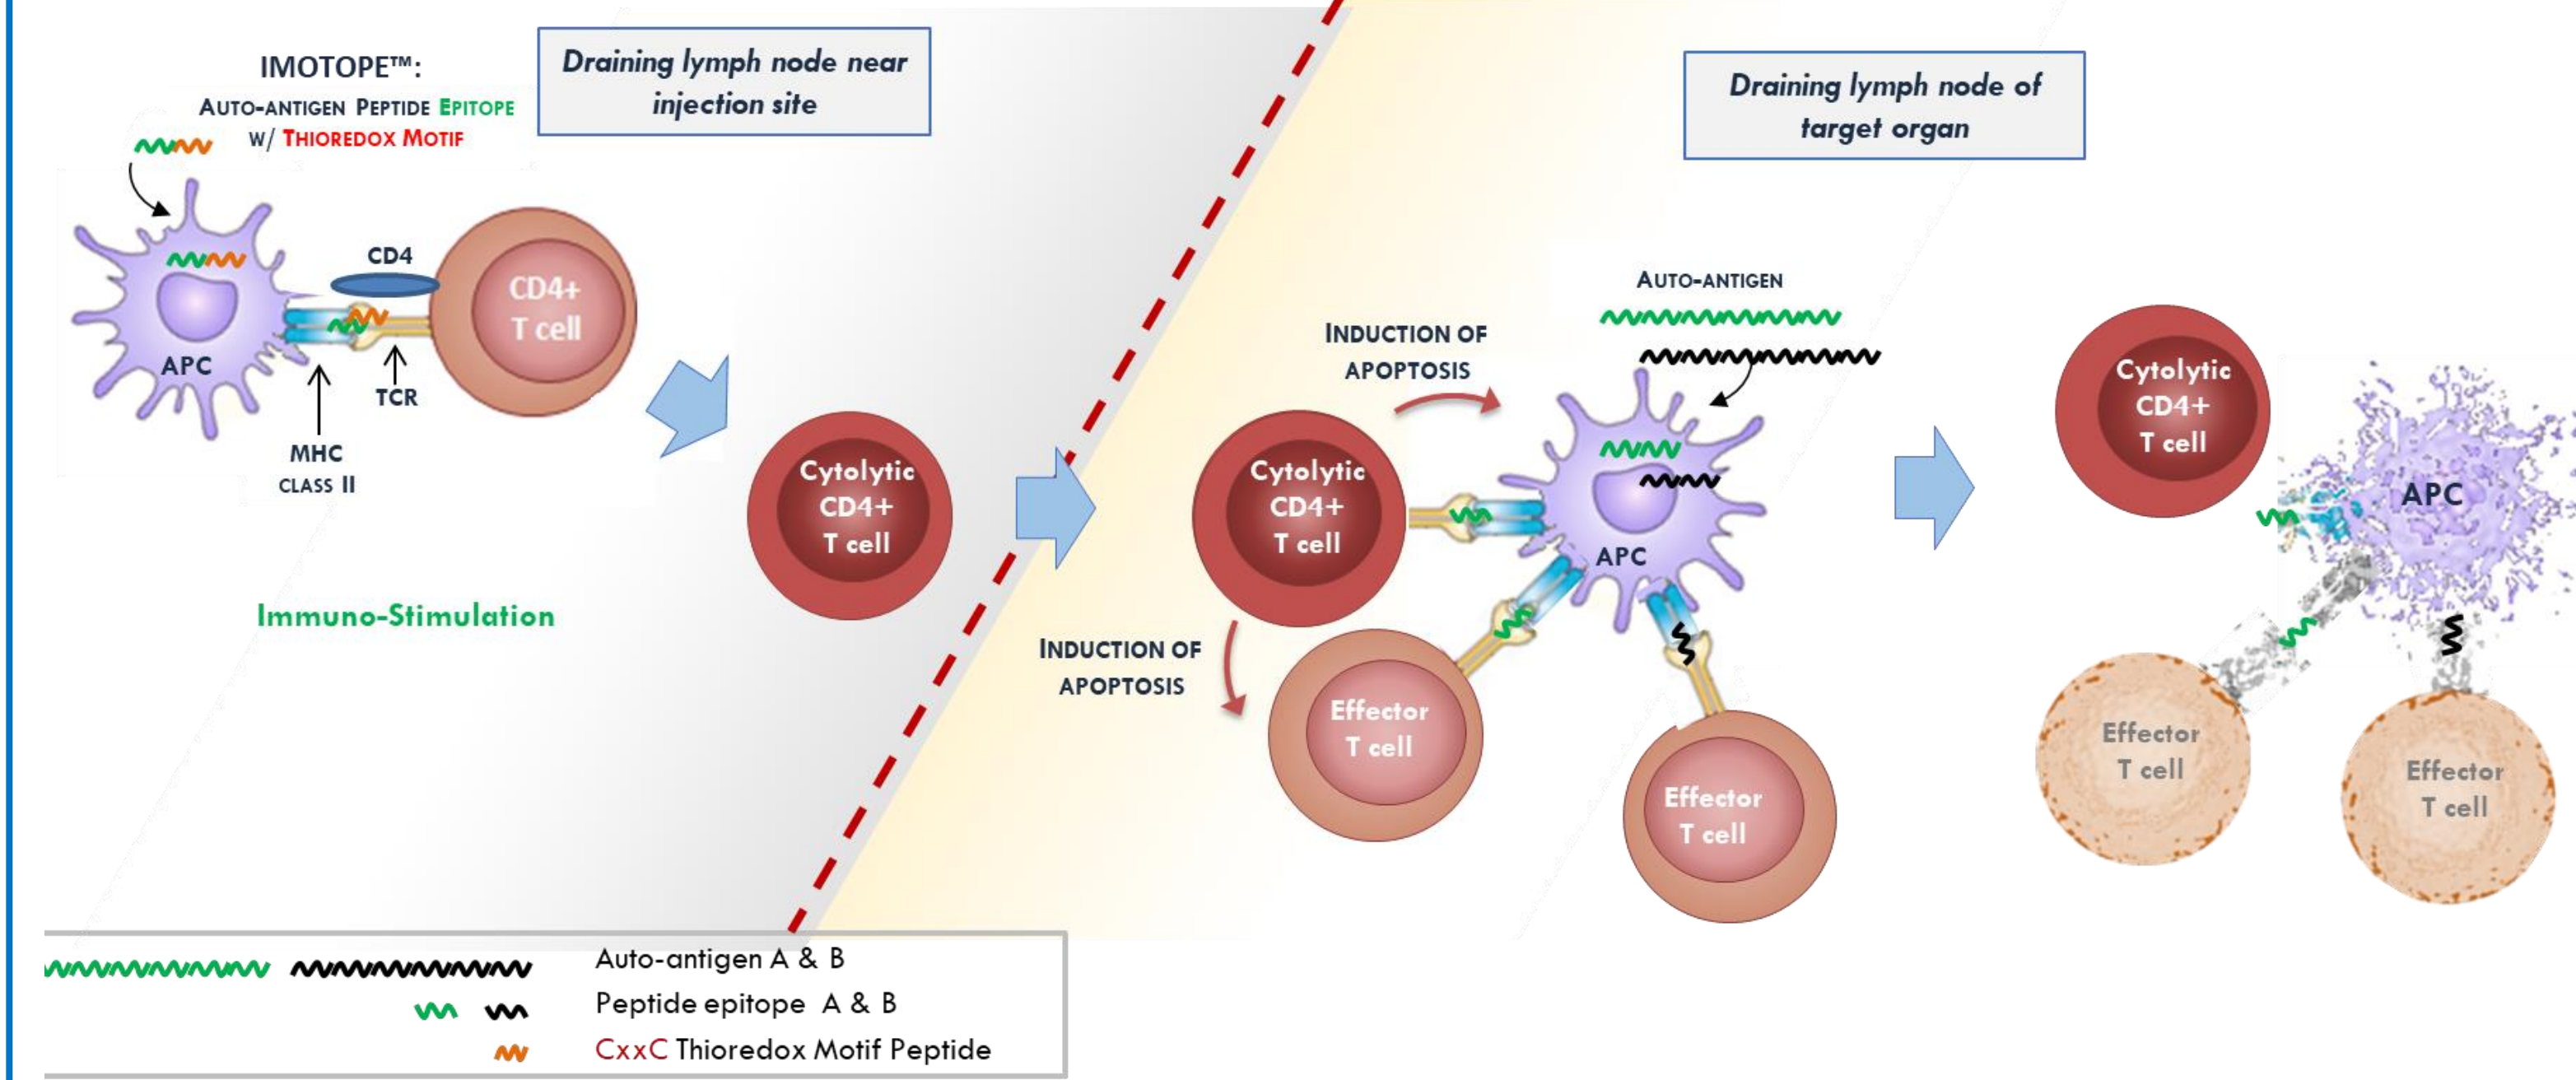 IMOTOPE™:
AUTO-ANTIGEN PEPTIDE EPITOPE
W/ THIOREDOX MOTIF
Draining lymph node near
injection site
CD4
CD4+
T cell
APC
TCR
MHC
CLASS II
Immuno-Stimulation
Cytolytic
CD4+
T cell
Draining lymph node of
target organ
AUTO-ANTIGEN
INDUCTION OF
APOPTOSIS
Cytolytic
CD4+
T cell
APC
INDUCTION OF
APOPTOSIS
Effector
T cell
Effector
T cell
Cytolytic
CD4+
T cell
APC
Effector
T cell
Effector
T cell
Auto-antigen A & B
Peptide epitope A & B
CxxC Thioredox Motif Peptide